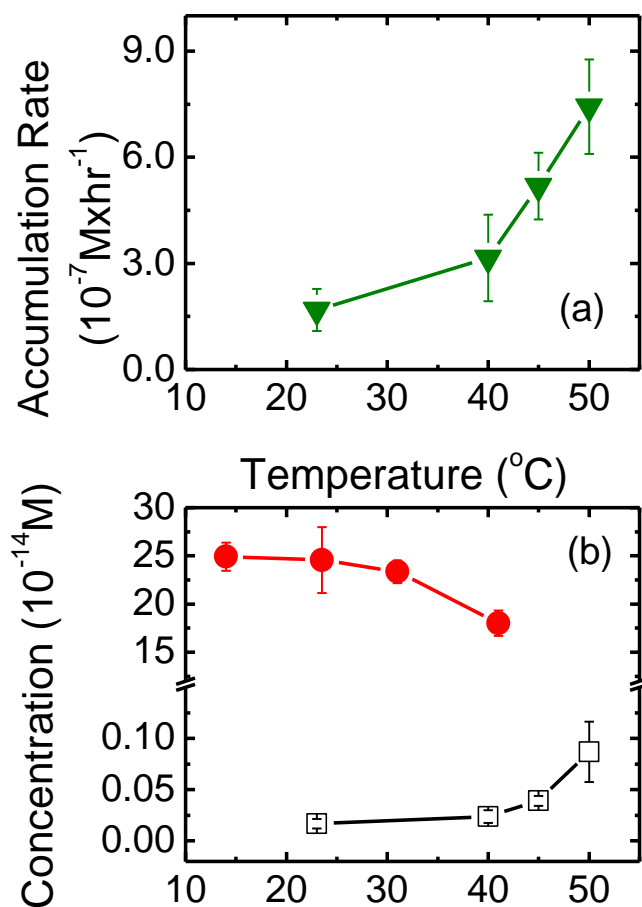 Accumulation Rate
(10⁻⁷Mxhr⁻¹)
9.0
6.0
3.0
0.0
(a)
10 20 30 40 50
Temperature (°C)
Concentration (10⁻¹⁴M)
30
25
20
15
0.10
0.05
0.00
(b)
10 20 30 40 50